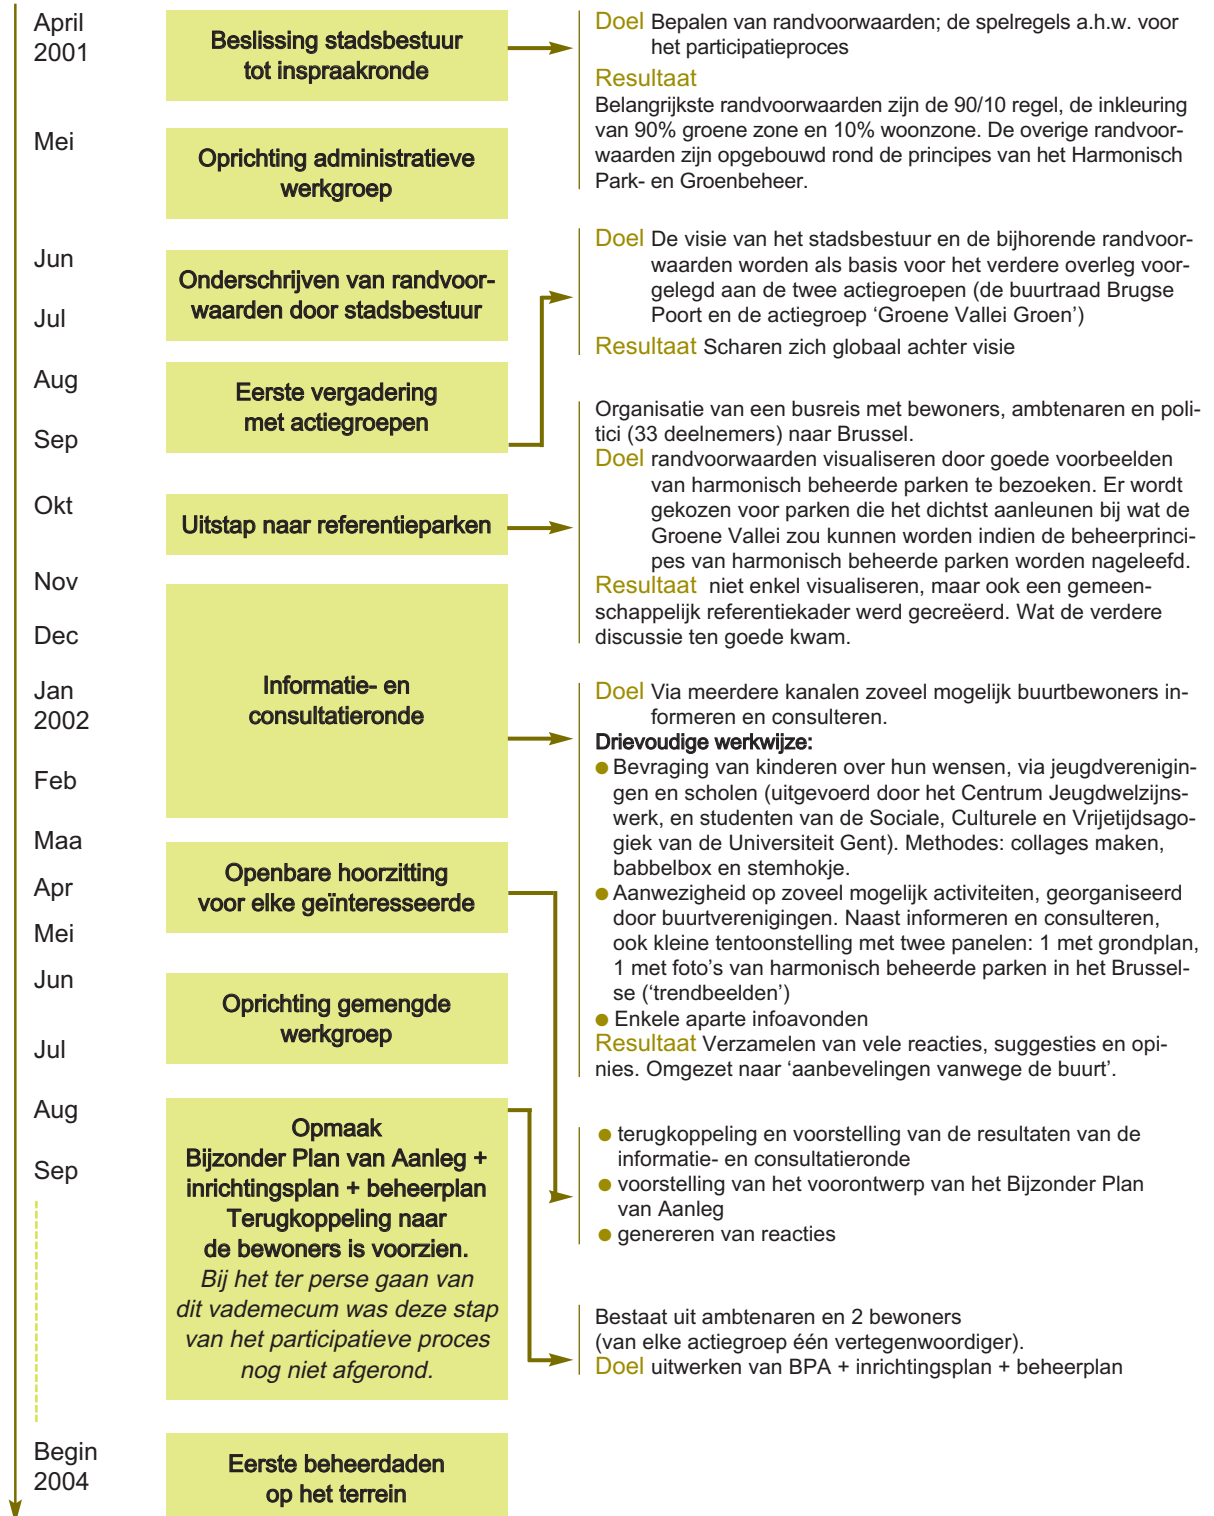 April
2001
Beslissing stadsbestuur
tot inspraakronde
Doel Bepalen van randvoorwaarden; de spelregels a.h.w. voor
het participatieproces
Resultaat
Belangrijkste randvoorwaarden zijn de 90/10 regel, de inkleuring
van 90% groene zone en 10% woonzone. De overige randvoor-
waarden zijn opgebouwd rond de principes van het Harmonisch
Park- en Groenbeheer.
Mei
Oprichting administratieve
werkgroep
Jun
Onderschrijven van randvoor-
waarden door stadsbestuur
Jul
Doel De visie van het stadsbestuur en de bijhorende randvoor-
waarden worden als basis voor het verdere overleg voor-
gelegd aan de twee actiegroepen (de buurtraad Brugse
Poort en de actiegroep ‘Groene Vallei Groen’)
Resultaat Scharen zich globaal achter visie
Aug
Eerste vergadering
met actiegroepen
Sep
Organisatie van een busreis met bewoners, ambtenaren en poli-
tici (33 deelnemers) naar Brussel.
Doel randvoorwaarden visualiseren door goede voorbeelden
van harmonisch beheerde parken te bezoeken. Er wordt
gekozen voor parken die het dichtst aanleunen bij wat de
Groene Vallei zou kunnen worden indien de beheerprinci-
pes van harmonisch beheerde parken worden nageleefd.
Resultaat niet enkel visualiseren, maar ook een gemeen-
schappelijk referentiekader werd gecreëerd. Wat de verdere
discussie ten goede kwam.
Okt
Uitstap naar referentieparken
Nov
Dec
Jan
2002
Informatie- en
consultatieronde
Feb
Doel Via meerdere kanalen zoveel mogelijk buurtbewoners in-
formeren en consulteren.
Drievoudige werkwijze:
● Bevraging van kinderen over hun wensen, via jeugdverenigin-
gen en scholen (uitgevoerd door het Centrum Jeugdwelzijns-
werk, en studenten van de Sociale, Culturele en Vrijetijdsago-
giek van de Universiteit Gent). Methodes: collages maken,
babbelbox en stemhokje.
● Aanwezigheid op zoveel mogelijk activiteiten, georganiseerd
door buurtverenigingen. Naast informeren en consulteren,
ook kleine tentoonstelling met twee panelen: 1 met grondplan,
1 met foto’s van harmonisch beheerde parken in het Brussel-
se (‘trendbeelden’)
● Enkele aparte infoavonden
Resultaat Verzamelen van vele reacties, suggesties en opi-
nies. Omgezet naar ‘aanbevelingen vanwege de buurt’.
Maa
Apr
Openbare hoorzitting
voor elke geïnteresseerde
Mei
Jun
Oprichting gemengde
werkgroep
Jul
● terugkoppeling en voorstelling van de resultaten van de
informatie- en consultatieronde
● voorstelling van het voorontwerp van het Bijzonder Plan
van Aanleg
● genereren van reacties
Aug
Sep
Opmaak
Bijzonder Plan van Aanleg +
inrichtingsplan + beheerplan
Terugkoppeling naar
de bewoners is voorzien.
Bij het ter perse gaan van
dit vademecum was deze stap
van het participatieve proces
nog niet afgerond.
Bestaat uit ambtenaren en 2 bewoners
(van elke actiegroep één vertegenwoordiger).
Doel uitwerken van BPA + inrichtingsplan + beheerplan
Begin
2004
Eerste beheerdaden
op het terrein